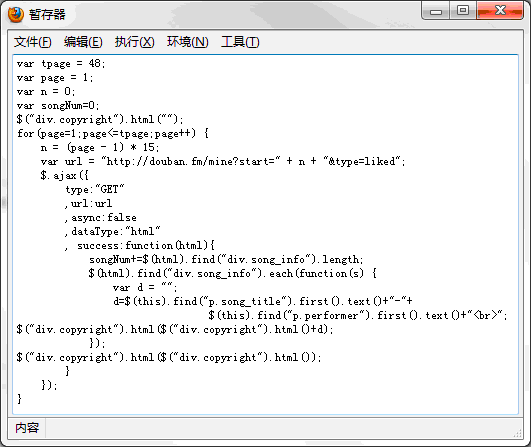 暂存器
文件(F) 编辑(E) 执行(X) 环境(N) 工具(T)
var tpage = 48;
var page = 1;
var n = 0;
var songNum=0;
$("div.copyright").html("");
for(page=1;page<=tpage;page++) {
    n = (page - 1) * 15;
    var url = "http://douban.fm/mine?start=" + n + "&type=liked";
    $.ajax({
        type:"GET"
        ,url:url
        ,async:false
        ,dataType:"html"
        , success:function(html){
            songNum+=$(html).find("div.song_info").length;
            $(html).find("div.song_info").each(function(s) {
                var d = "";
                d=$(this).find("p.song_title").first().text()+"-"+
                                $(this).find("p.performer").first().text()+"<br>";
$("div.copyright").html($("div.copyright").html()+d);
            });
$("div.copyright").html($("div.copyright").html());
        }
    });
}
内容